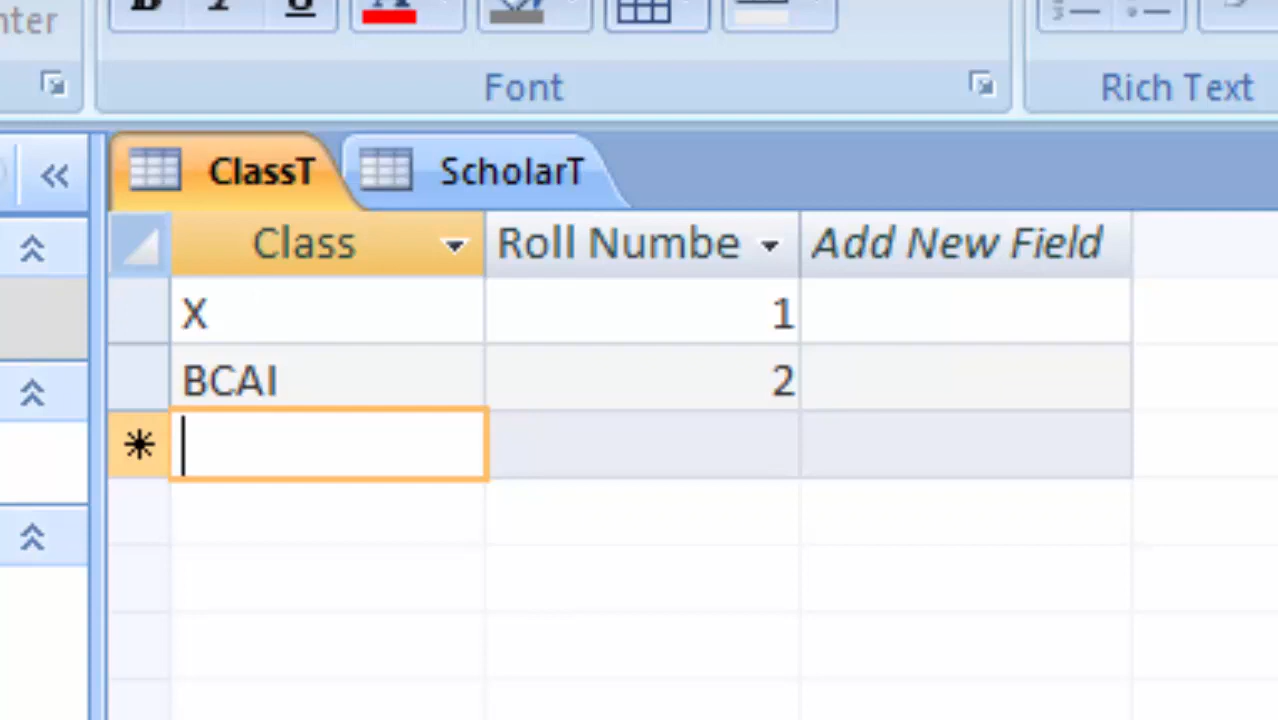 nter
B I U A
Font
Rich Text
ClassT ScholarT
Class Roll Numbe Add New Field
X 1
BCAI 2